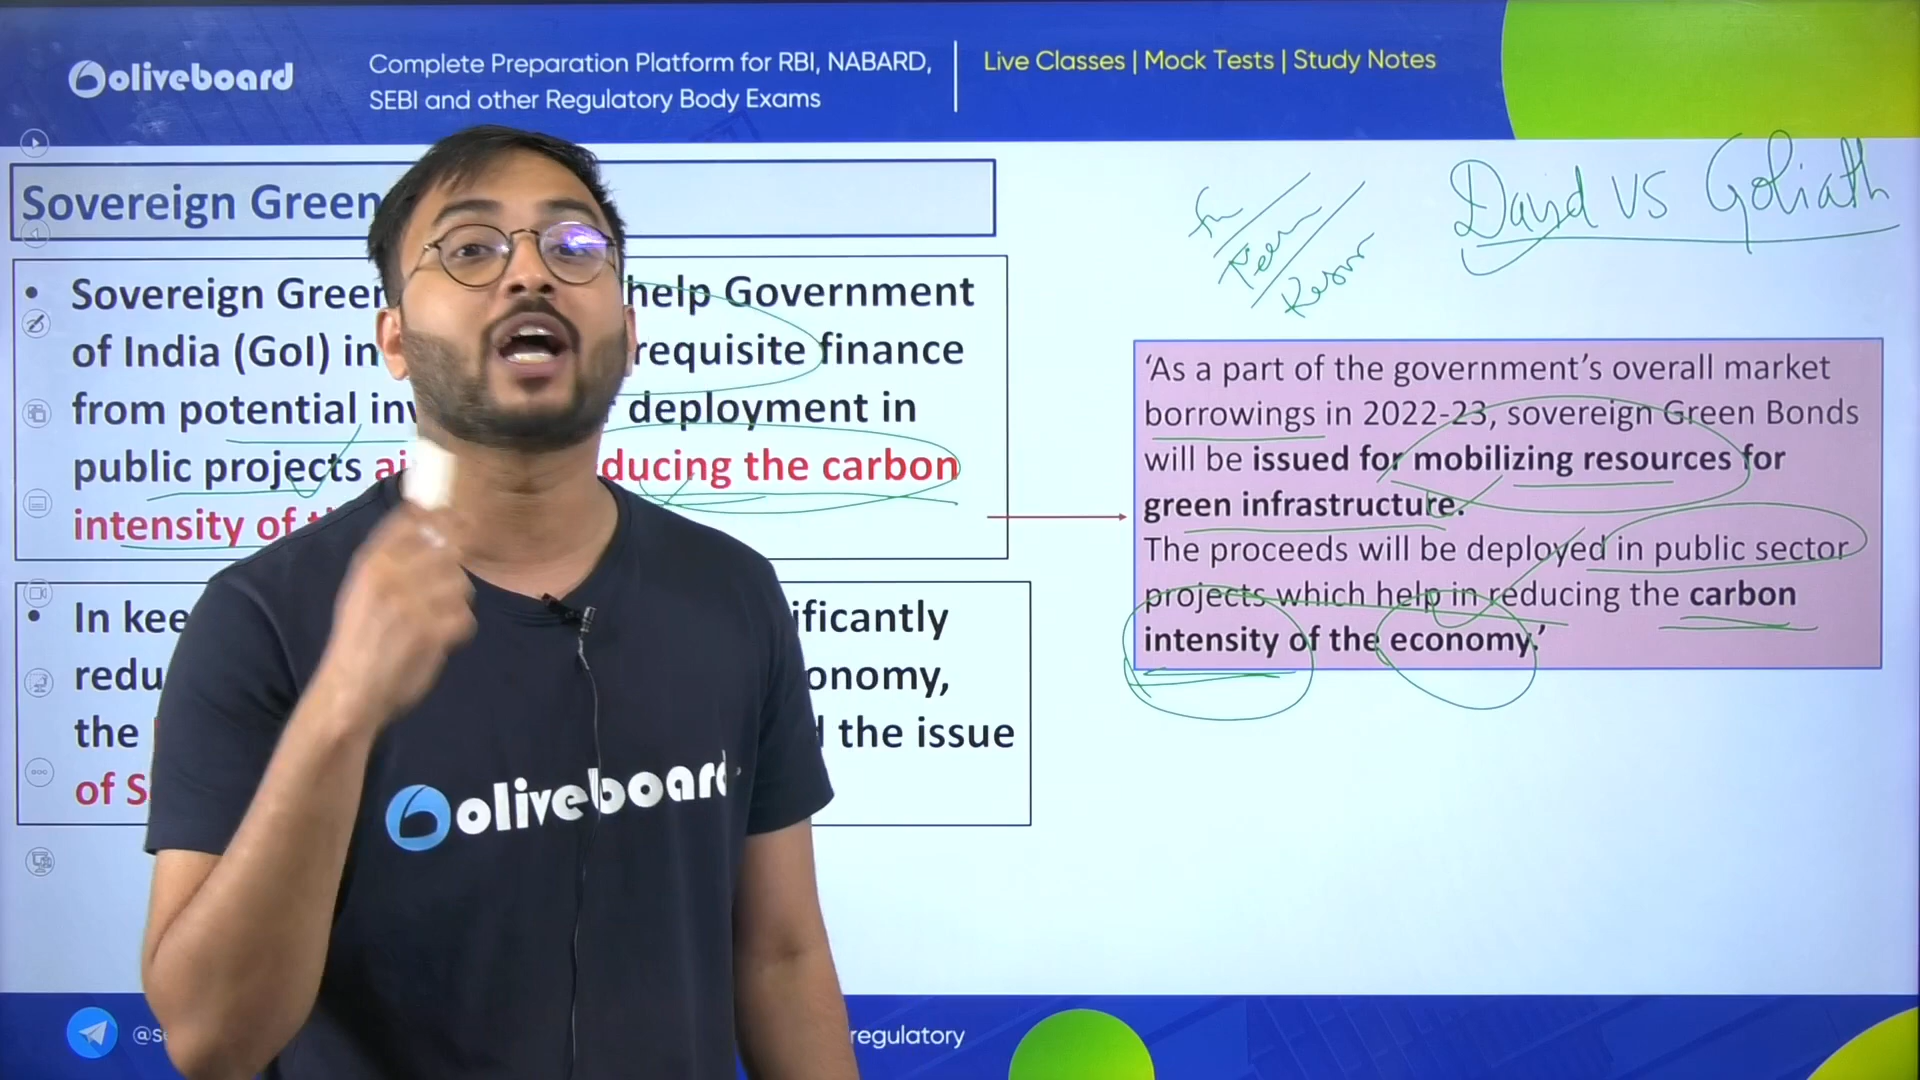 oliveboard
Complete Preparation Platform for RBI, NABARD,
SEBI and other Regulatory Body Exams
Live Classes | Mock Tests | Study Notes
David vs Goliath
Sovereign Green
Sovereign Green help Government
of India (GoI) in requisite finance
from potential inv deployment in
public projects ai ducing the carbon
intensity of t
In kee ificantly
redu onomy,
the the issue
of S
‘As a part of the government’s overall market
borrowings in 2022-23, sovereign Green Bonds
will be issued for mobilizing resources for
green infrastructure.
The proceeds will be deployed in public sector
projects which help in reducing the carbon
intensity of the economy.’
oliveboard
@s regulatory